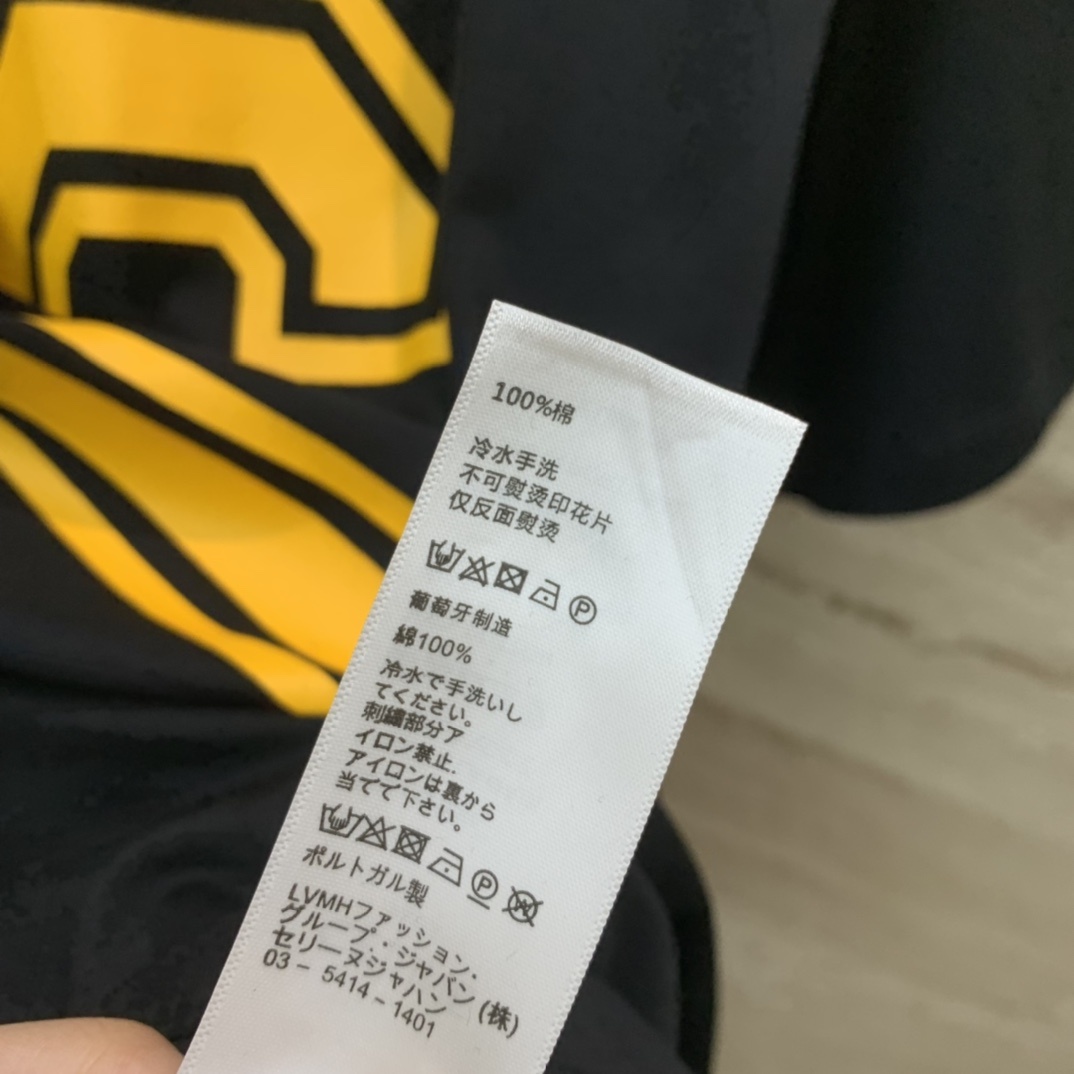 100%棉
冷水手洗
不可熨烫印花片
仅反面熨烫
P
葡萄牙制造
綿100%
冷水で手洗いし
てください。
刺繍部分ア
イロン禁止.
アイロンは裏から
当てて下さい。
P W
ポルトガル製
LVMHファッション・
グループ・ジャパン
セリーヌジャハン (株)
03 - 5414 - 1401